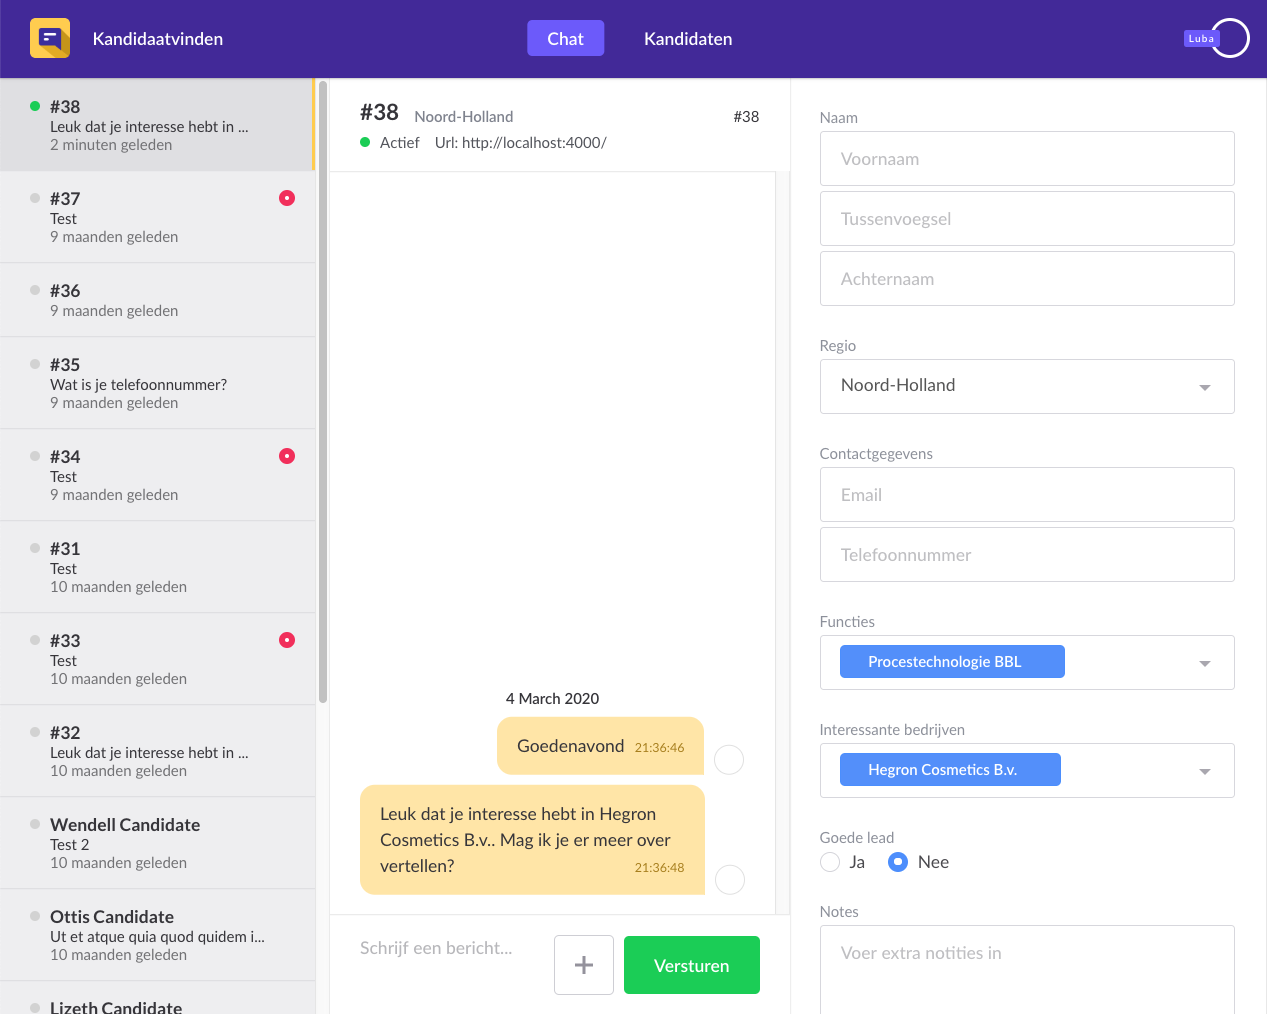 Kandidaatvinden
Chat
Kandidaten
Luba
#38
Leuk dat je interesse hebt in ...
2 minuten geleden
#37
Test
9 maanden geleden
#36
9 maanden geleden
#35
Wat is je telefoonnummer?
9 maanden geleden
#34
Test
9 maanden geleden
#31
Test
10 maanden geleden
#33
Test
10 maanden geleden
#32
Leuk dat je interesse hebt in ...
10 maanden geleden
Wendell Candidate
Test 2
10 maanden geleden
Ottis Candidate
Ut et atque quia quod quidem i...
10 maanden geleden
Lizeth Candidate
#38 Noord-Holland #38
Actief Url: http://localhost:4000/
4 March 2020
Goedenavond 21:36:46
Leuk dat je interesse hebt in Hegron
Cosmetics B.v.. Mag ik je er meer over
vertellen? 21:36:48
Schrijf een bericht...
+
Versturen
Naam
Voornaam
Tussenvoegsel
Achternaam
Regio
Noord-Holland
Contactgegevens
Email
Telefoonnummer
Functies
Procestechnologie BBL
Interessante bedrijven
Hegron Cosmetics B.v.
Goede lead
Ja Nee
Notes
Voer extra notities in